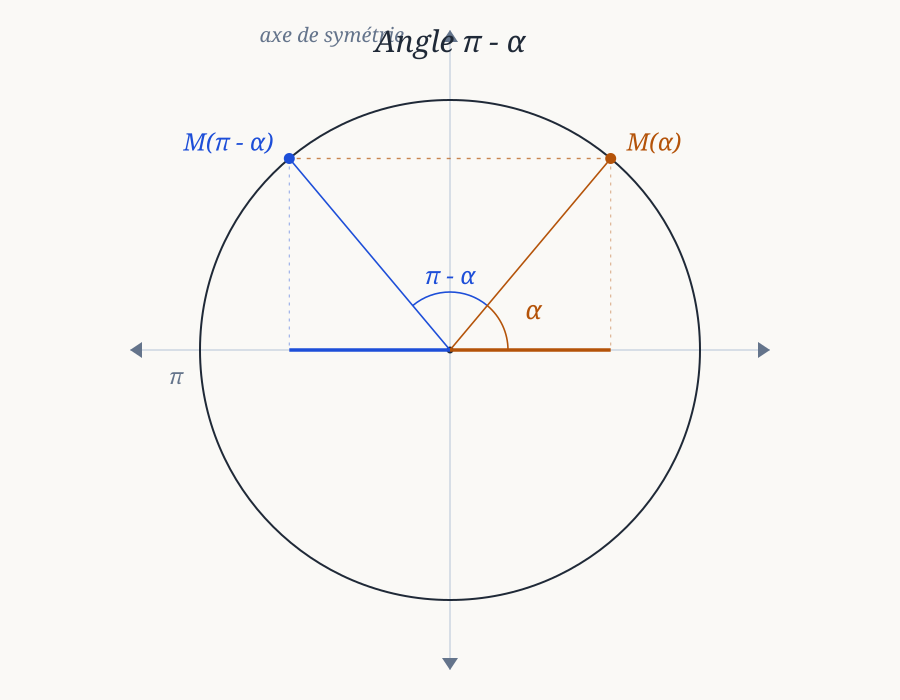 axe de symétrie
Angle π - α
M(π - α)
M(α)
π - α
α
π